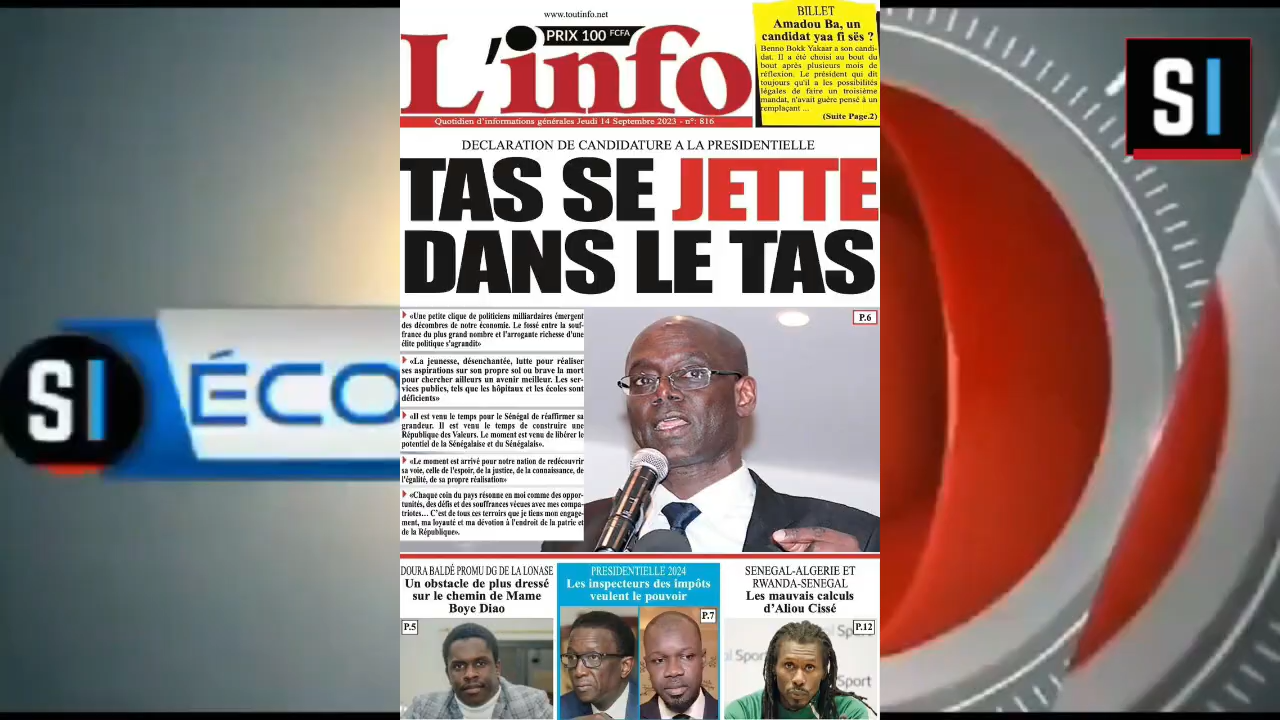 www.toutinfo.net
PRIX 100 FCFA
L'info
Quotidien d'informations générales Jeudi 14 Septembre 2023 - n°: 816
BILLET
Amadou Ba, un
candidat yaa fi sës ?
Benno Bokk Yakaar a son candi-
dat. Il a été choisi au bout du
bout après plusieurs mois de
réflexion. Le président qui dit
toujours qu'il a les possibilités
légales de faire un troisième
mandat, n'avait guère pensé à un
remplaçant ...
(Suite Page.2)
SI
DECLARATION DE CANDIDATURE A LA PRESIDENTIELLE
TAS SE JETTE
DANS LE TAS
«Une petite clique de politiciens milliardaires émergent
des décombres de notre économie. Le fossé entre la souf-
france du plus grand nombre et l'arrogante richesse d'une
élite politique s'agrandit»
«La jeunesse, désenchantée, lutte pour réaliser
ses aspirations sur son propre sol ou brave la mort
pour chercher ailleurs un avenir meilleur. Les ser-
vices publics, tels que les hôpitaux et les écoles sont
déficients»
«Il est venu le temps pour le Sénégal de réaffirmer sa
grandeur. Il est venu le temps de construire une
République des Valeurs. Le moment est venu de libérer le
potentiel de la Sénégalaise et du Sénégalais».
«Le moment est arrivé pour notre nation de redécouvrir
sa voie, celle de l'espoir, de la justice, de la connaissance, de
l'égalité, de sa propre réalisation»
«Chaque coin du pays résonne en moi comme des oppor-
tunités, des défis et des souffrances vécues avec mes compa-
triotes… C'est de tous ces terroirs que je tiens mon engage-
ment, ma loyauté et ma dévotion à l'endroit de la patrie et
de la République».
P.6
SI
ÉCO
DOURA BALDÉ PROMU DG DE LA LONASE
Un obstacle de plus dressé
sur le chemin de Mame
Boye Diao
P.5
PRESIDENTIELLE 2024
Les inspecteurs des impôts
veulent le pouvoir
P.7
SENEGAL-ALGERIE ET
RWANDA-SENEGAL
Les mauvais calculs
d'Aliou Cissé
P.12